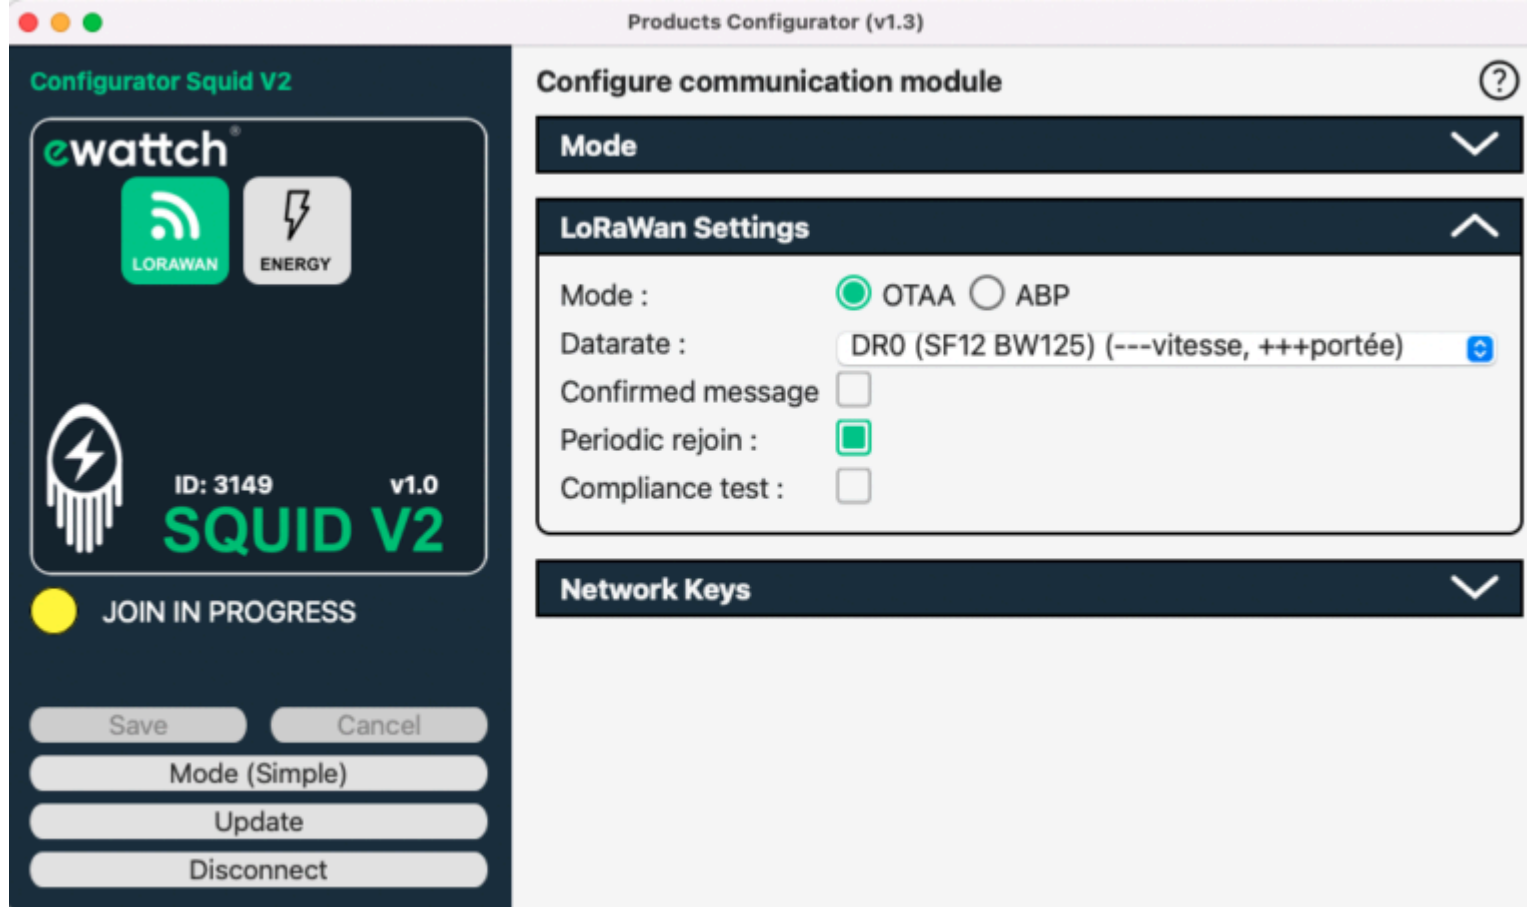 Products Configurator (v1.3)
Configurator Squid V2
ewattch®
LORAWAN
ENERGY
ID: 3149 v1.0
SQUID V2
JOIN IN PROGRESS
Save Cancel
Mode (Simple)
Update
Disconnect
Configure communication module ?
Mode
LoRaWan Settings
Mode : OTAA ABP
Datarate : DR0 (SF12 BW125) (---vitesse, +++portée)
Confirmed message
Periodic rejoin :
Compliance test :
Network Keys